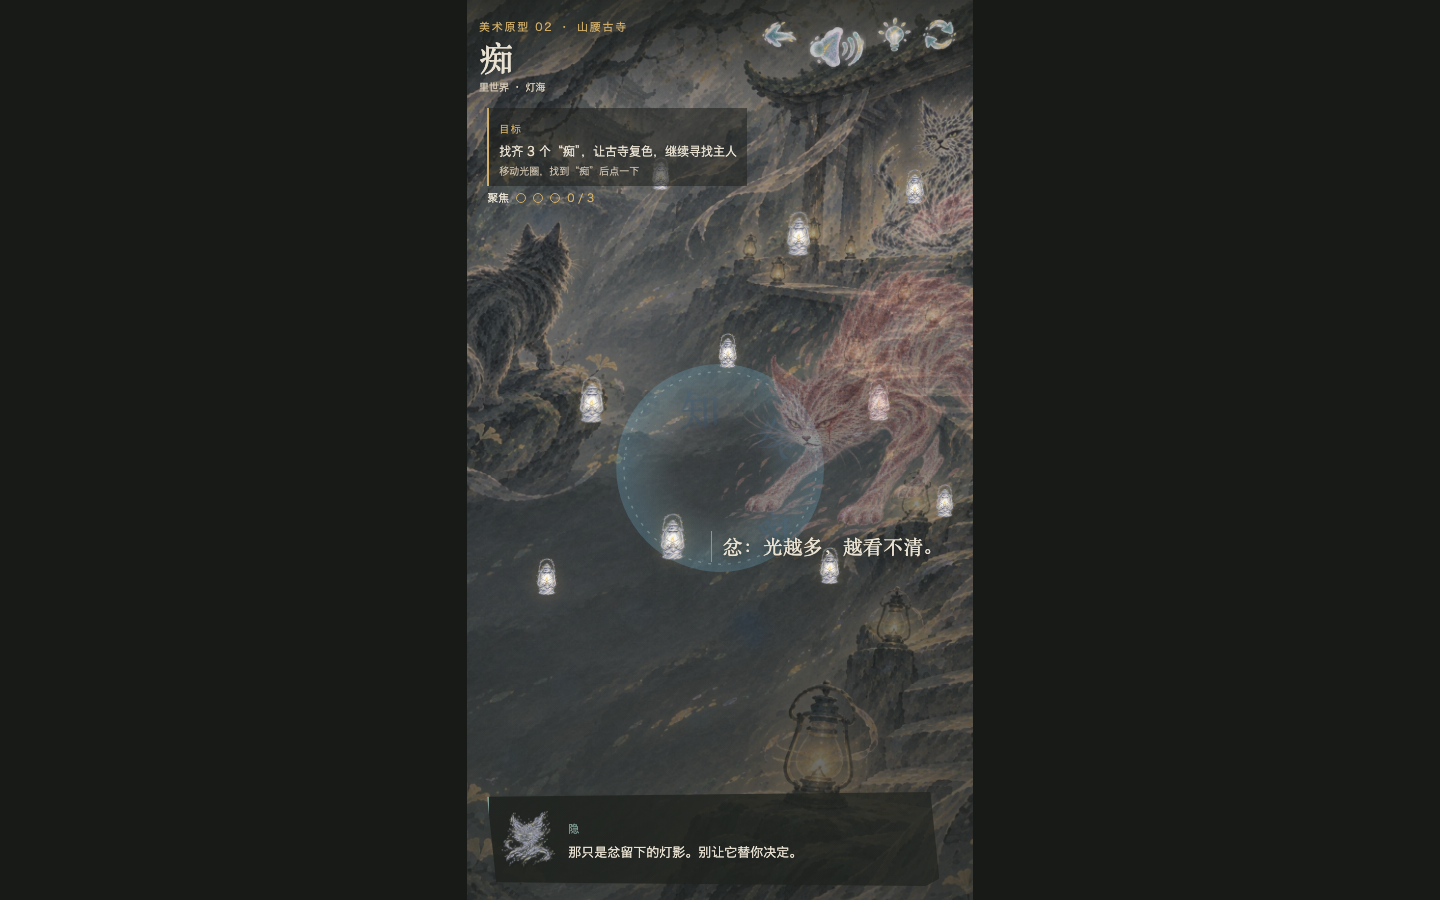 美术原型 02 · 山腰古寺
痴
里世界 · 灯海
目标
找齐 3 个 “痴”，让古寺复色，继续寻找主人
移动光圈，找到 “痴” 后点一下
聚焦 0 / 3
忿：光越多，越看不清。
隐
那只是忿留下的灯影。别让它替你决定。